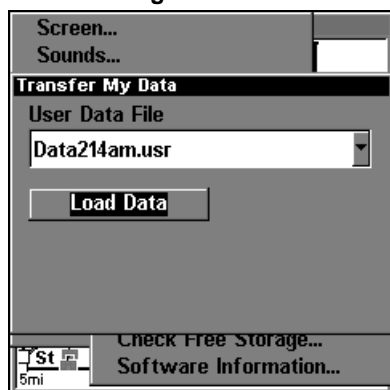 Screen...
Sounds...
Transfer My Data
User Data File
Data214am.usr
Load Data
Check Free Storage...
St
5mi
Software Information...